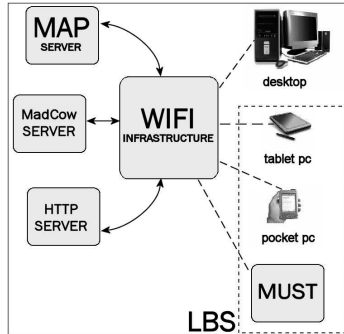 MAP
SERVER
MadCow
SERVER
HTTP
SERVER
WIFI
INFRASTRUCTURE
desktop
tablet pc
pocket pc
MUST
LBS